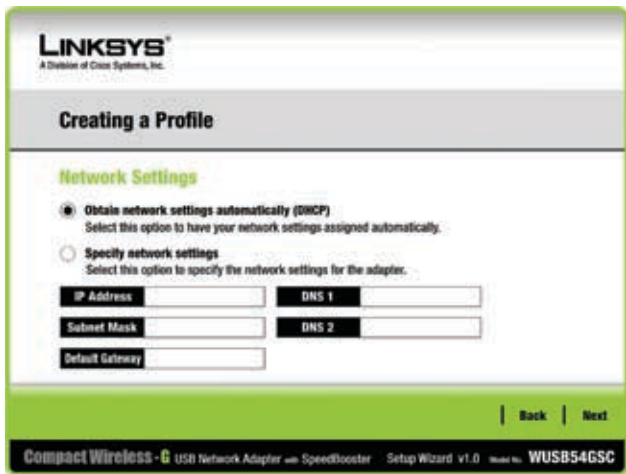 LINKSYS®
A Division of Cisco Systems, Inc.
Creating a Profile
Network Settings
Obtain network settings automatically (DHCP)
Select this option to have your network settings assigned automatically.
Specify network settings
Select this option to specify the network settings for the adapter.
IP Address
DNS 1
Subnet Mask
DNS 2
Default Gateway
Back
Next
Compact Wireless-G USB Network Adapter with SpeedBooster Setup Wizard v1.0 Model No. WUSB54GSC